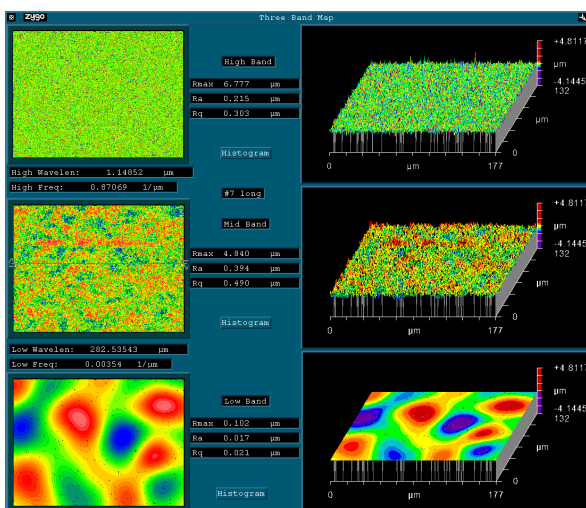 zygo Three Band Map
High Band
Rmax 6.777 µm
Ra 0.215 µm
Rq 0.303 µm
Histogram
High Wavelen: 1.14852 µm
High Freq: 0.87069 1/µm
+4.8117
µm
-4.1445
132
µm
0
0 µm 177
#7 long
Mid Band
Rmax 4.840 µm
Ra 0.394 µm
Rq 0.490 µm
Histogram
+4.8117
µm
-4.1445
132
µm
0
0 µm 177
Low Wavelen: 282.53543 µm
Low Freq: 0.00354 1/µm
Low Band
Rmax 0.102 µm
Ra 0.017 µm
Rq 0.021 µm
Histogram
+4.8117
µm
-4.1445
132
µm
0
0 µm 177